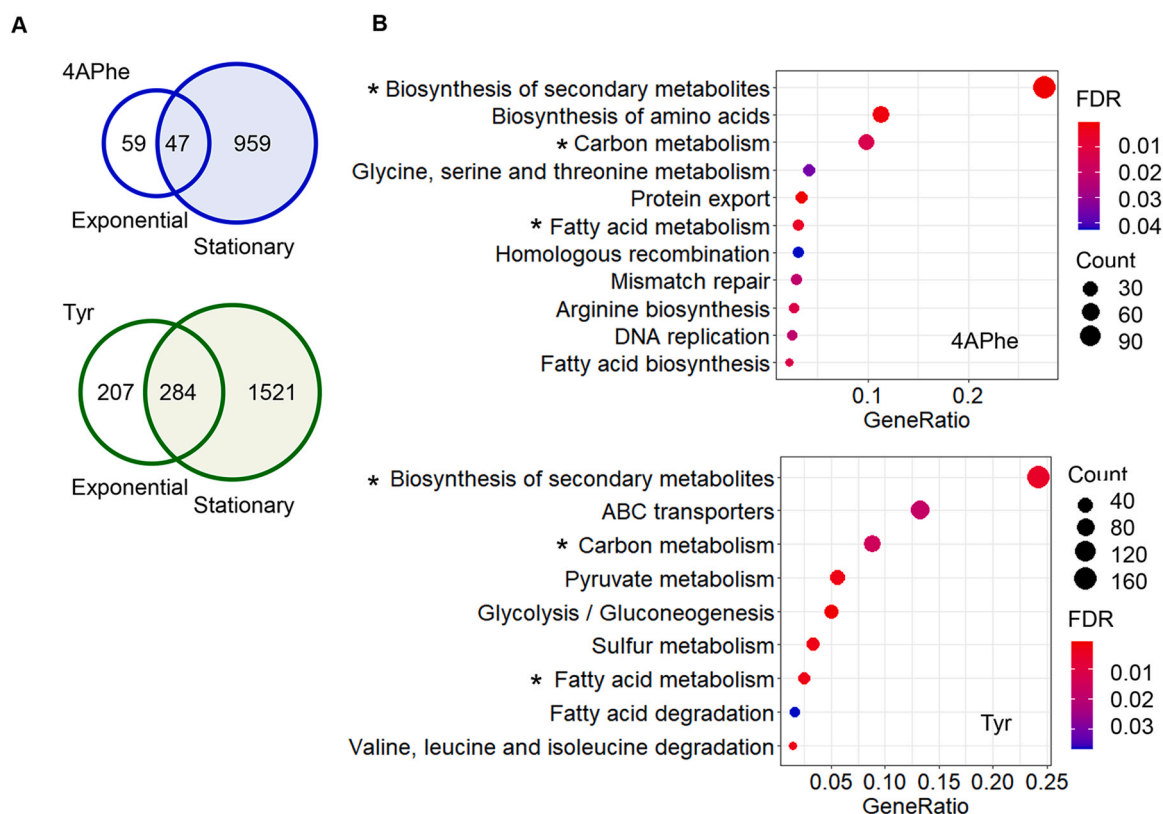 A
4APhe
59
47
959
Exponential
Stationary
Tyr
207
284
1521
Exponential
Stationary
B
* Biosynthesis of secondary metabolites
Biosynthesis of amino acids
* Carbon metabolism
Glycine, serine and threonine metabolism
Protein export
* Fatty acid metabolism
Homologous recombination
Mismatch repair
Arginine biosynthesis
DNA replication
Fatty acid biosynthesis
4APhe
0.1
0.2
GeneRatio
FDR
0.01
0.02
0.03
0.04
Count
30
60
90
* Biosynthesis of secondary metabolites
ABC transporters
* Carbon metabolism
Pyruvate metabolism
Glycolysis / Gluconeogenesis
Sulfur metabolism
* Fatty acid metabolism
Fatty acid degradation
Valine, leucine and isoleucine degradation
Tyr
0.05
0.10
0.15
0.20
0.25
GeneRatio
Count
40
80
120
160
FDR
0.01
0.02
0.03